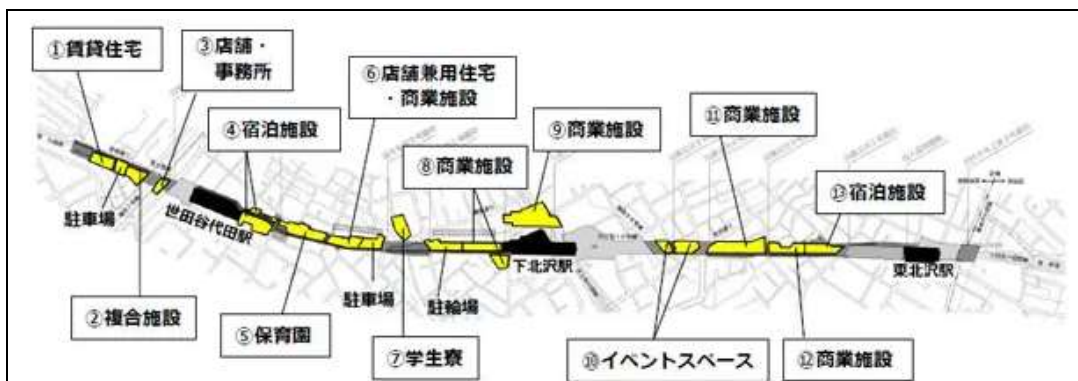 ①賃貸住宅
③店舗・
事務所
⑥店舗兼用住宅
・商業施設
④宿泊施設
⑧商業施設
⑨商業施設
⑪商業施設
⑬宿泊施設
駐車場
世田谷代田駅
駐車場
駐輪場
下北沢駅
東北沢駅
②複合施設
⑤保育園
⑦学生寮
⑩イベントスペース
⑫商業施設